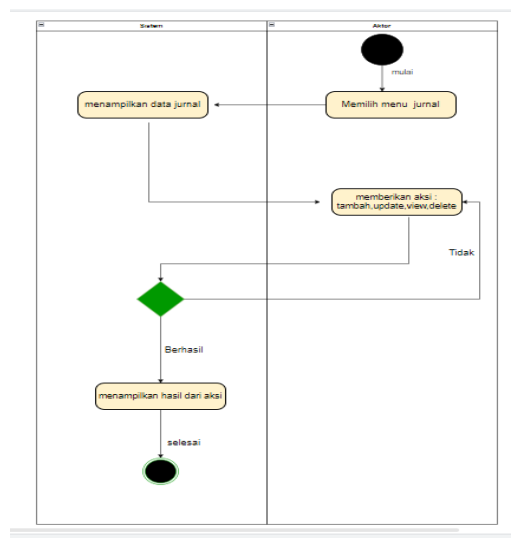 Sistem
Aktor
mulai
Memilih menu jurnal
menampilkan data jurnal
memberikan aksi :
tambah,update,view,delete
Tidak
Berhasil
menampilkan hasil dari aksi
selesai